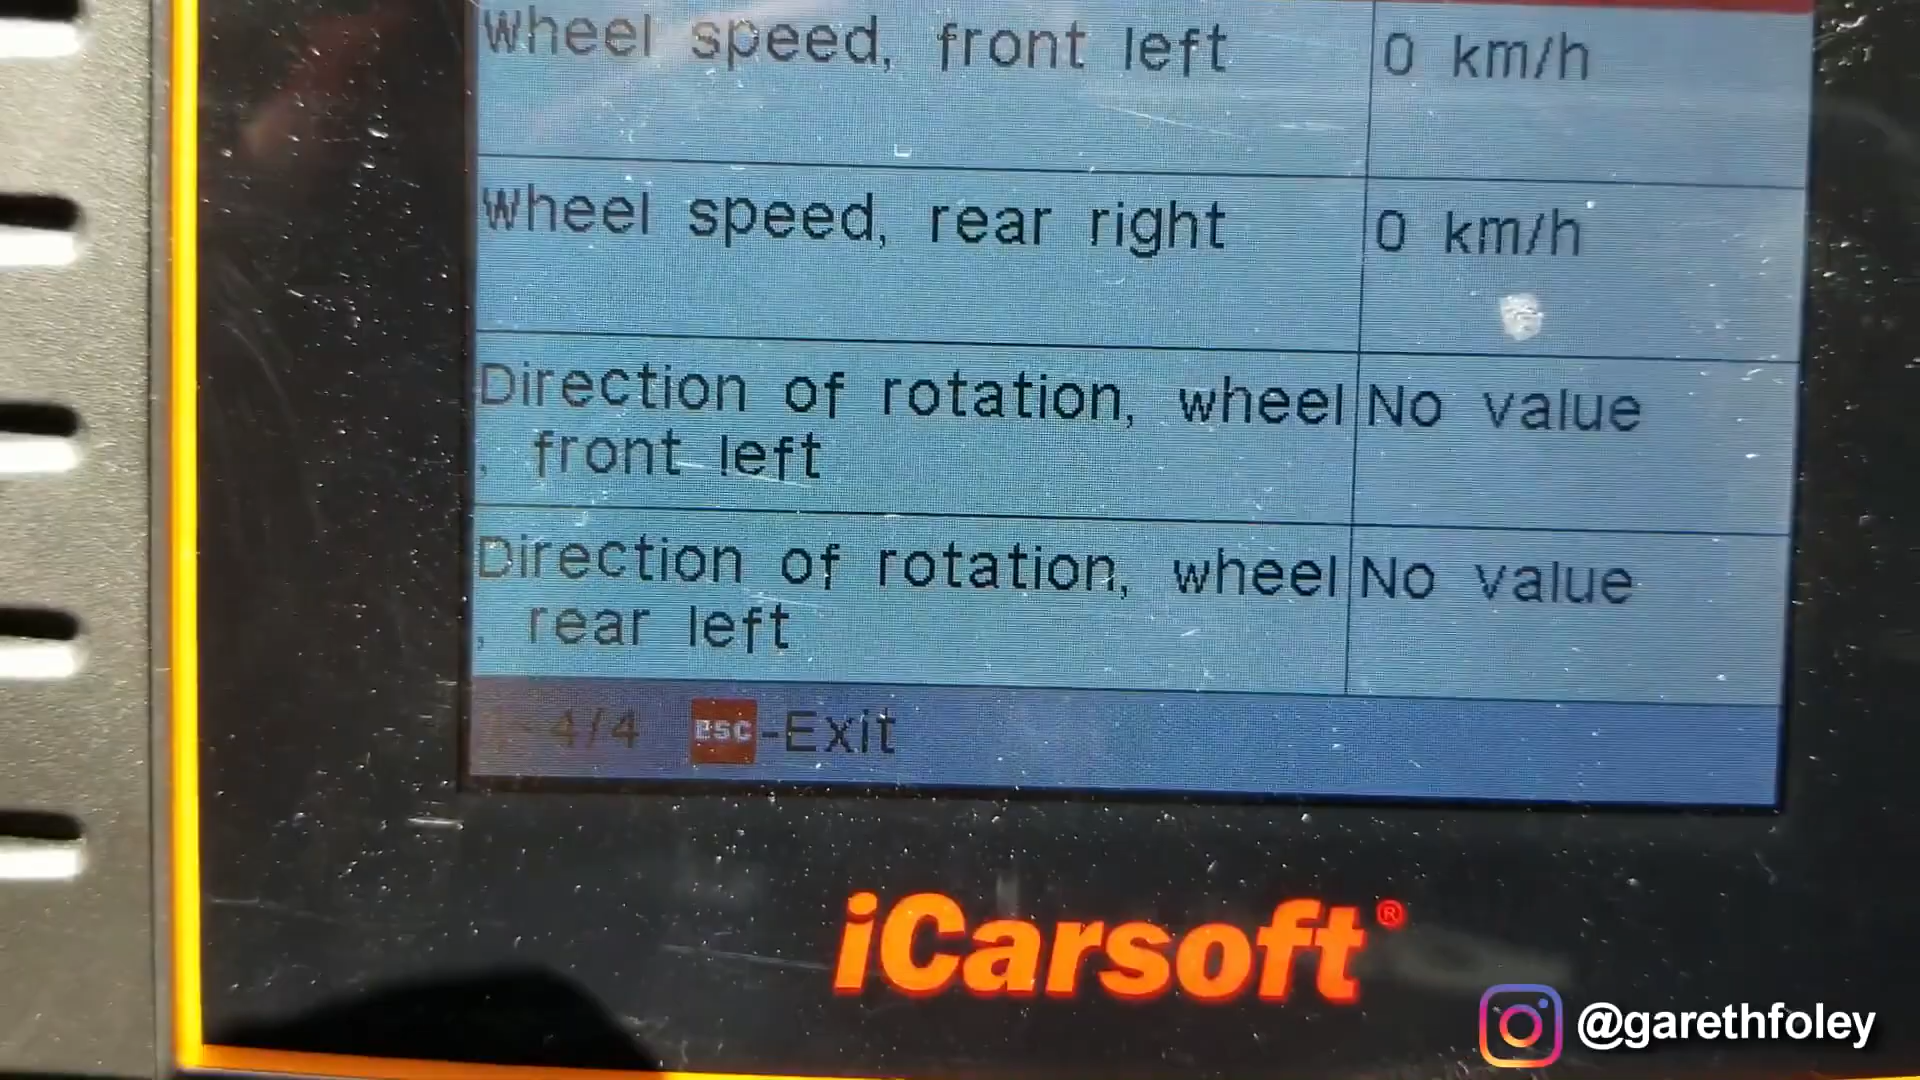 Wheel speed, front left 0 km/h
Wheel speed, rear right 0 km/h
Direction of rotation, wheel No value
, front left
Direction of rotation, wheel No value
, rear left
1~4/4 ESC-Exit
iCarsoft®
@garethfoley